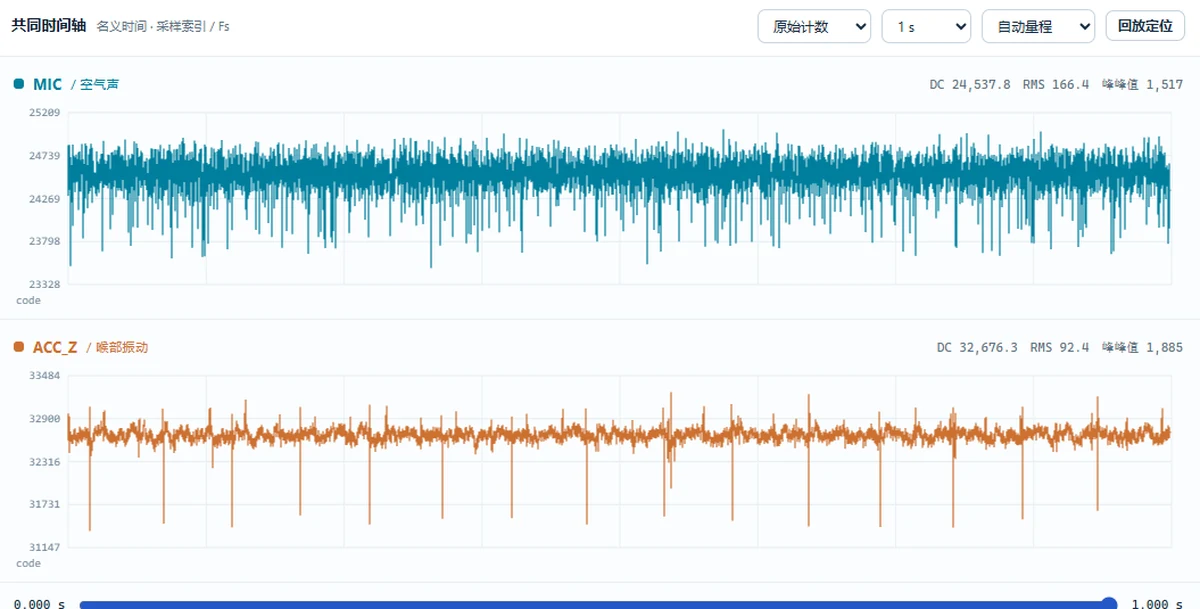 共同时间轴 名义时间 · 采样索引 / Fs 原始计数 1 s 自动量程 回放定位
MIC / 空气声 DC 24,537.8 RMS 166.4 峰峰值 1,517
25209
24739
24269
23798
23328
code
ACC_Z / 喉部振动 DC 32,676.3 RMS 92.4 峰峰值 1,885
33484
32900
32316
31731
31147
code
0.000 s 1.000 s